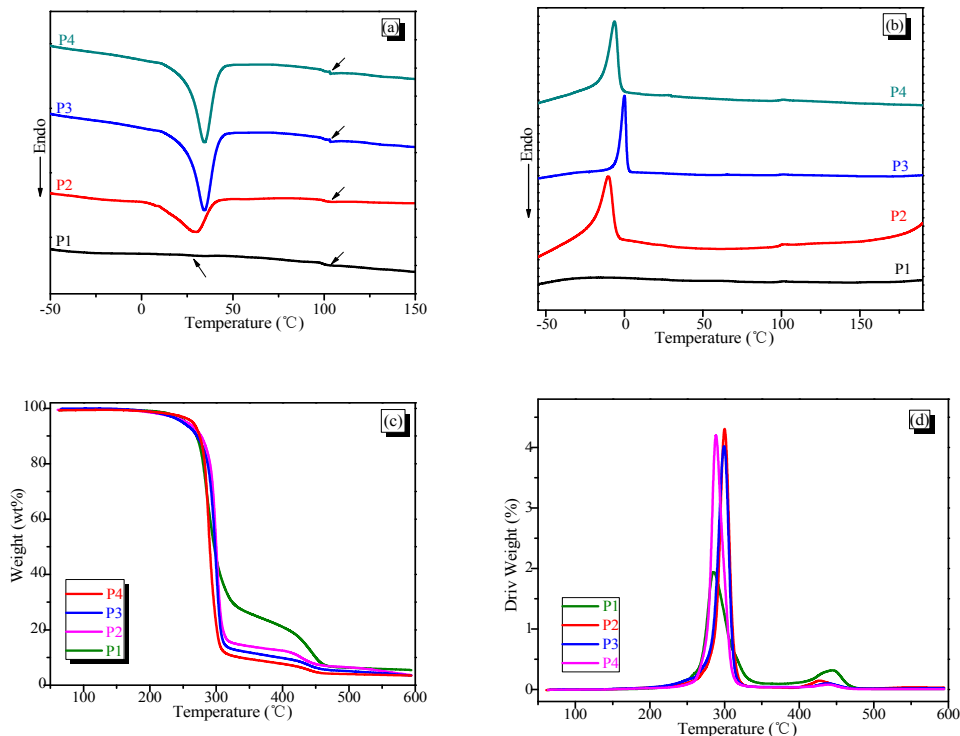 (a)
P4
P3
P2
P1
Endo
-50 0 50 100 150
Temperature (℃)
(b)
P4
P3
P2
P1
Endo
-50 0 50 100 150
Temperature (℃)
(c)
100
80
60
40
20
0
Weight (wt%)
P4
P3
P2
P1
100 200 300 400 500 600
Temperature (℃)
(d)
4
3
2
1
0
Driv Weight (%)
P1
P2
P3
P4
100 200 300 400 500 600
Temperature (℃)